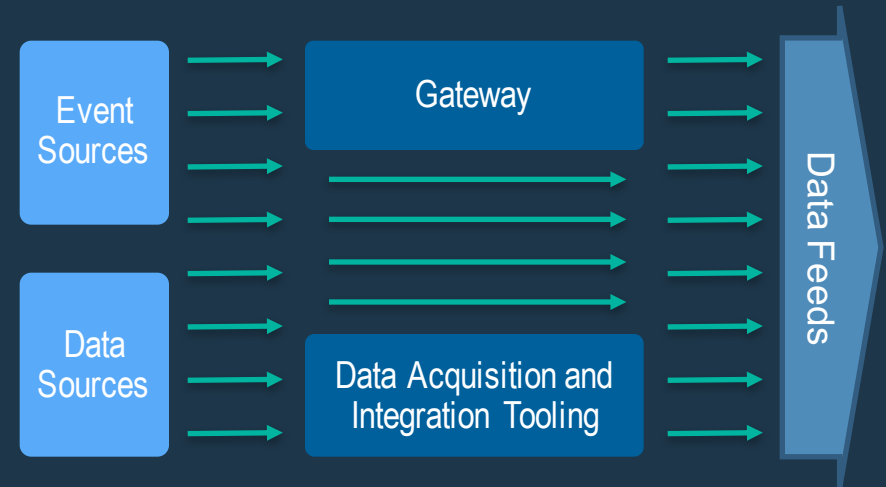 Event
Sources
Gateway
Data
Sources
Data Acquisition and
Integration Tooling
Data Feeds